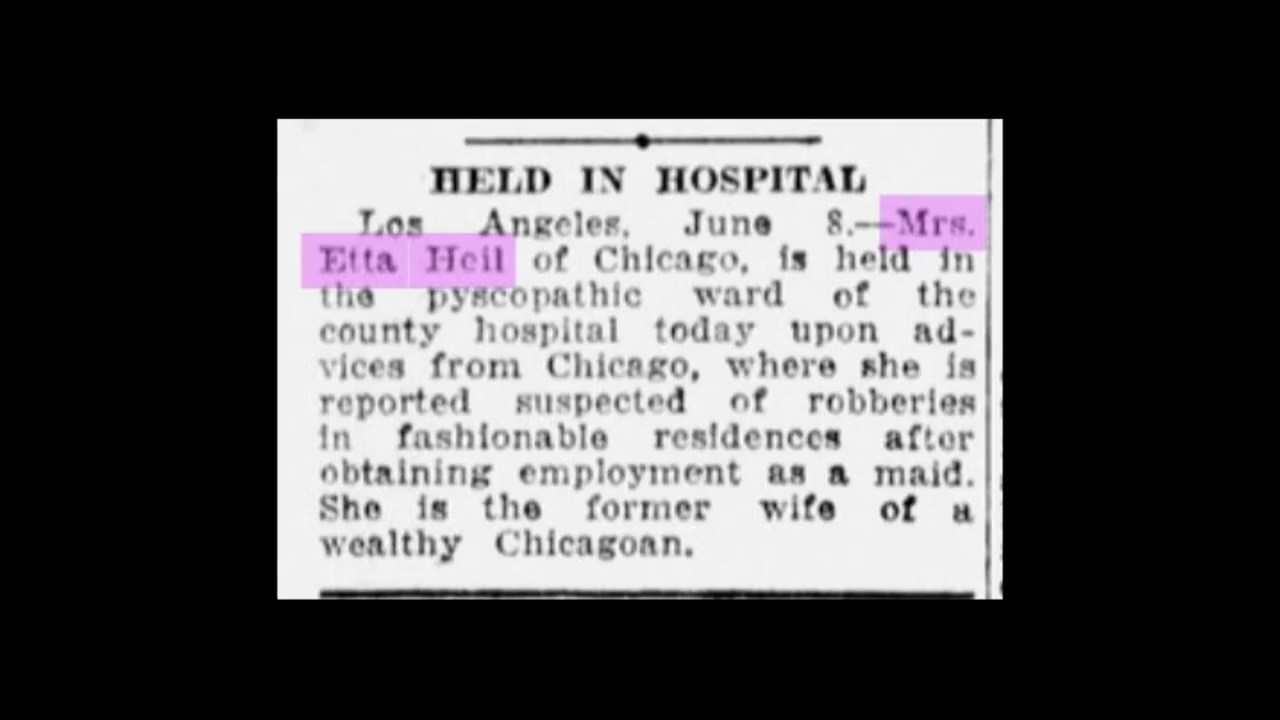 HELD IN HOSPITAL
Los Angeles, June 8.—Mrs.
Etta Heil of Chicago, is held in
the pyscopathic ward of the
county hospital today upon ad-
vices from Chicago, where she is
reported suspected of robberies
in fashionable residences after
obtaining employment as a maid.
She is the former wife of a
wealthy Chicagoan.